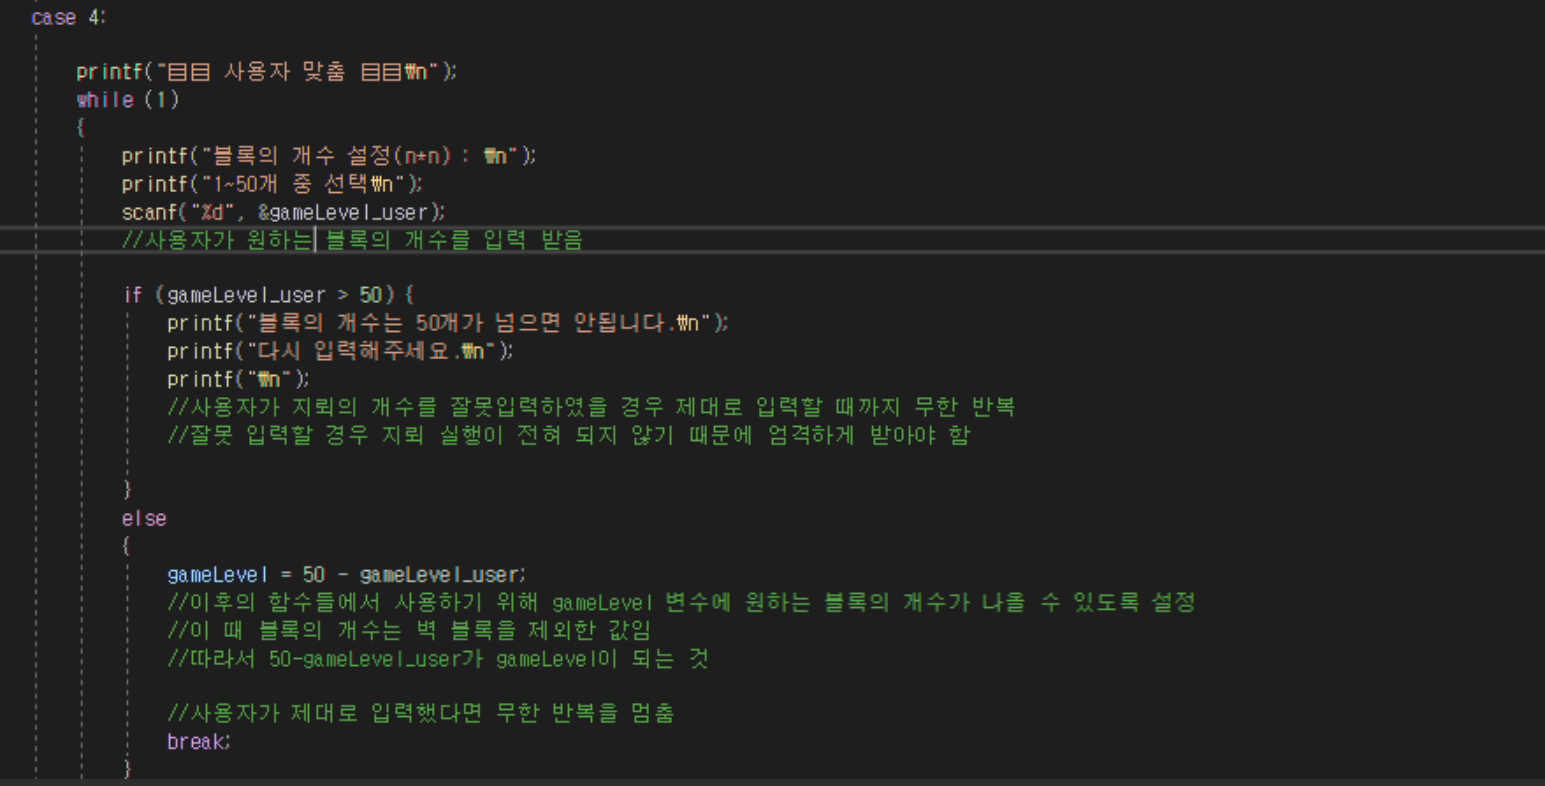 case 4:
printf("目目 사용자 맞춤 目目₩n");
while (1)
{
printf("블록의 개수 설정(n*n) : ₩n");
printf("1~50개 중 선택₩n");
scanf("%d", &gameLevel_user);
//사용자가 원하는 블록의 개수를 입력 받음
if (gameLevel_user > 50) {
printf("블록의 개수는 50개가 넘으면 안됩니다.₩n");
printf("다시 입력해주세요.₩n");
printf("₩n");
//사용자가 지뢰의 개수를 잘못입력하였을 경우 제대로 입력할 때까지 무한 반복
//잘못 입력할 경우 지뢰 실행이 전혀 되지 않기 때문에 엄격하게 받아야 함
}
else
{
gameLevel = 50 - gameLevel_user;
//이후의 함수들에서 사용하기 위해 gameLevel 변수에 원하는 블록의 개수가 나올 수 있도록 설정
//이 때 블록의 개수는 벽 블록을 제외한 값임
//따라서 50-gameLevel_user가 gameLevel이 되는 것
//사용자가 제대로 입력했다면 무한 반복을 멈춤
break;
}